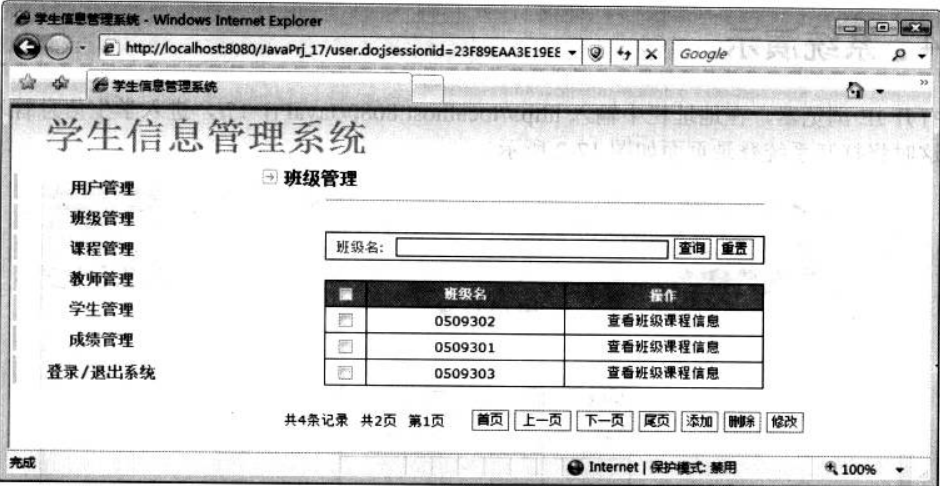 学生信息管理系统 - Windows Internet Explorer
http://localhost:8080/JavaPrj_17/user.do;jsessionid=23F89EAA3E19E8
Google
学生信息管理系统
学生信息管理系统
用户管理
班级管理
课程管理
教师管理
学生管理
成绩管理
登录/退出系统
班级管理
班级名: 查询 重置
班级名 操作
0509302 查看班级课程信息
0509301 查看班级课程信息
0509303 查看班级课程信息
共4条记录 共2页 第1页 首页 上一页 下一页 尾页 添加 删除 修改
完成 Internet | 保护模式: 禁用 100%